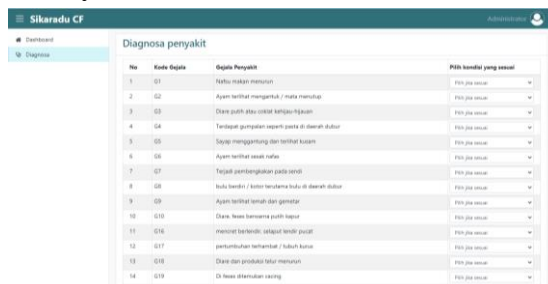 Sikaradu CF
Administrator
Dashboard
Diagnosa
Diagnosa penyakit
No Kode Gejala Gejala Penyakit Pilih kondisi yang sesuai
1 G1 Nafsu makan menurun Pilih jika sesuai
2 G2 Ayam terlihat mengantuk / mata menutup Pilih jika sesuai
3 G3 Diare putih atau coklat kehijau-hijauan Pilih jika sesuai
4 G4 Terdapat gumpalan seperti pasta di daerah dubur Pilih jika sesuai
5 G5 Sayap menggantung dan terlihat kusam Pilih jika sesuai
6 G6 Ayam terlihat sesak nafas Pilih jika sesuai
7 G7 Terjadi pembengkakan pada sendi Pilih jika sesuai
8 G8 bulu berdiri / kotor terutama bulu di daerah dubur Pilih jika sesuai
9 G9 Ayam terlihat lemah dan gemetar Pilih jika sesuai
10 G10 Diare, feses berwarna putih kapur Pilih jika sesuai
11 G16 mencret berlendir, selaput lendir pucat Pilih jika sesuai
12 G17 pertumbuhan terhambat / tubuh kurus Pilih jika sesuai
13 G18 Diare dan produksi telur menurun Pilih jika sesuai
14 G19 Di feses ditemukan cacing Pilih jika sesuai